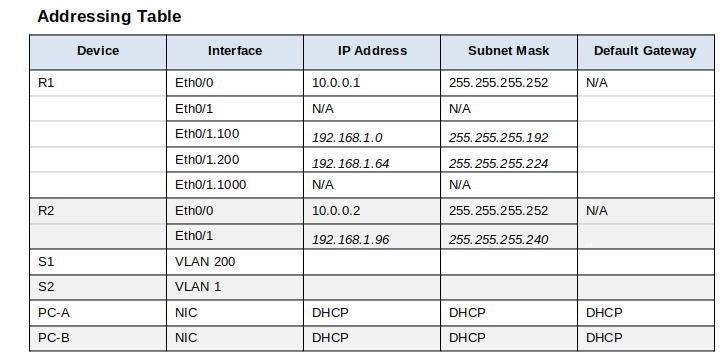 Addressing Table
Device Interface IP Address Subnet Mask Default Gateway
R1 Eth0/0 10.0.0.1 255.255.255.252 N/A
Eth0/1 N/A N/A
Eth0/1.100 192.168.1.0 255.255.255.192
Eth0/1.200 192.168.1.64 255.255.255.224
Eth0/1.1000 N/A N/A
R2 Eth0/0 10.0.0.2 255.255.255.252 N/A
Eth0/1 192.168.1.96 255.255.255.240
S1 VLAN 200
S2 VLAN 1
PC-A NIC DHCP DHCP DHCP
PC-B NIC DHCP DHCP DHCP